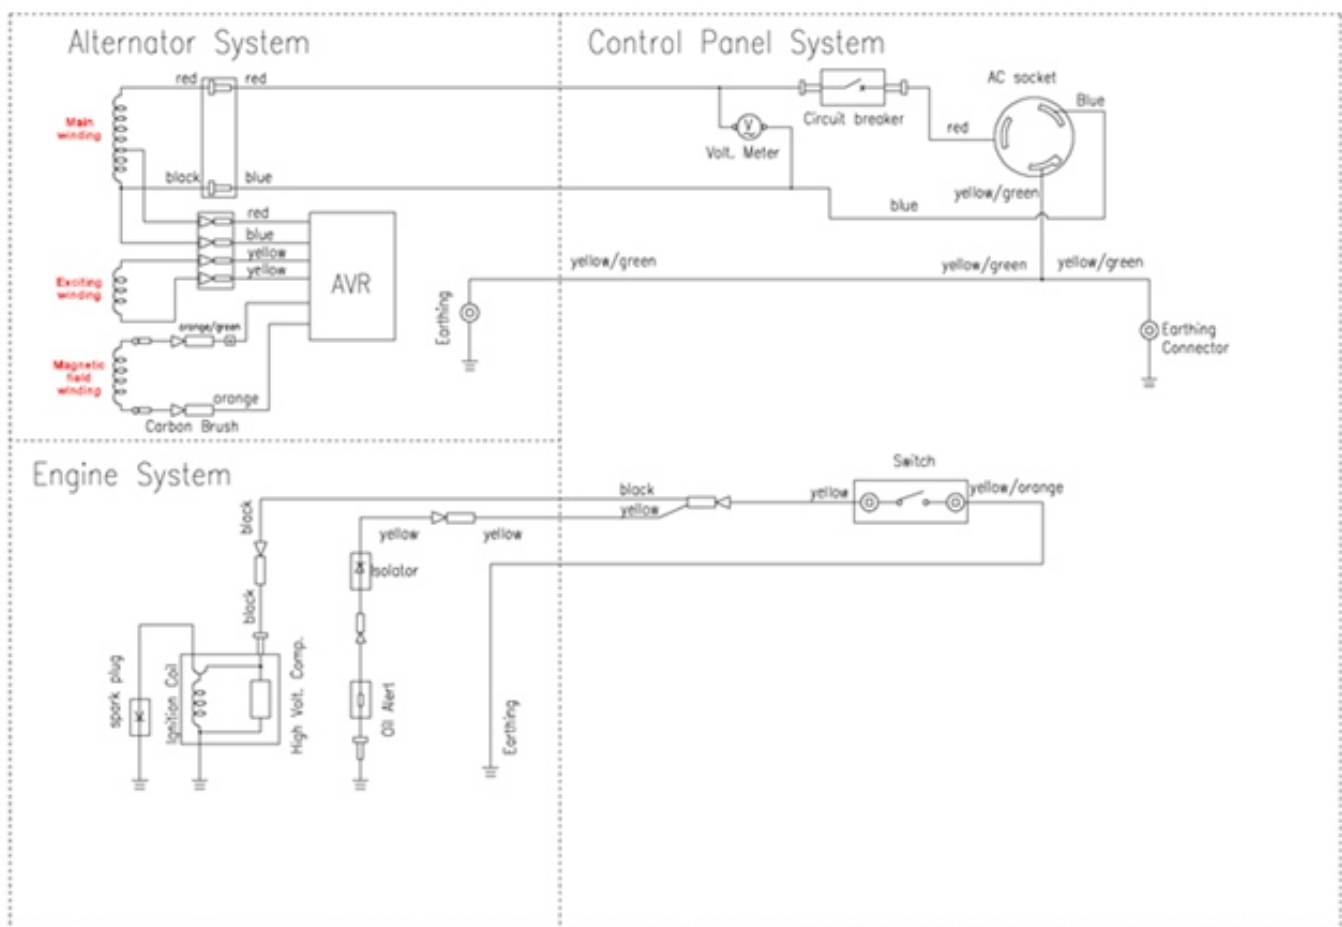 Alternator System
Control Panel System
red
red
AC socket
Blue
Main
winding
Circuit breaker
red
V
Volt. Meter
black
blue
yellow/green
blue
red
blue
yellow
yellow
AVR
Exciting
winding
yellow/green
yellow/green
yellow/green
Earthing
orange/green
Earthing
Connector
Magnetic
field
winding
orange
Carbon Brush
Engine System
Switch
black
yellow
yellow/orange
black
yellow
yellow
yellow
Isolator
black
spark plug
Ignition Coil
High Volt. Comp.
Oil Alert
Earthing